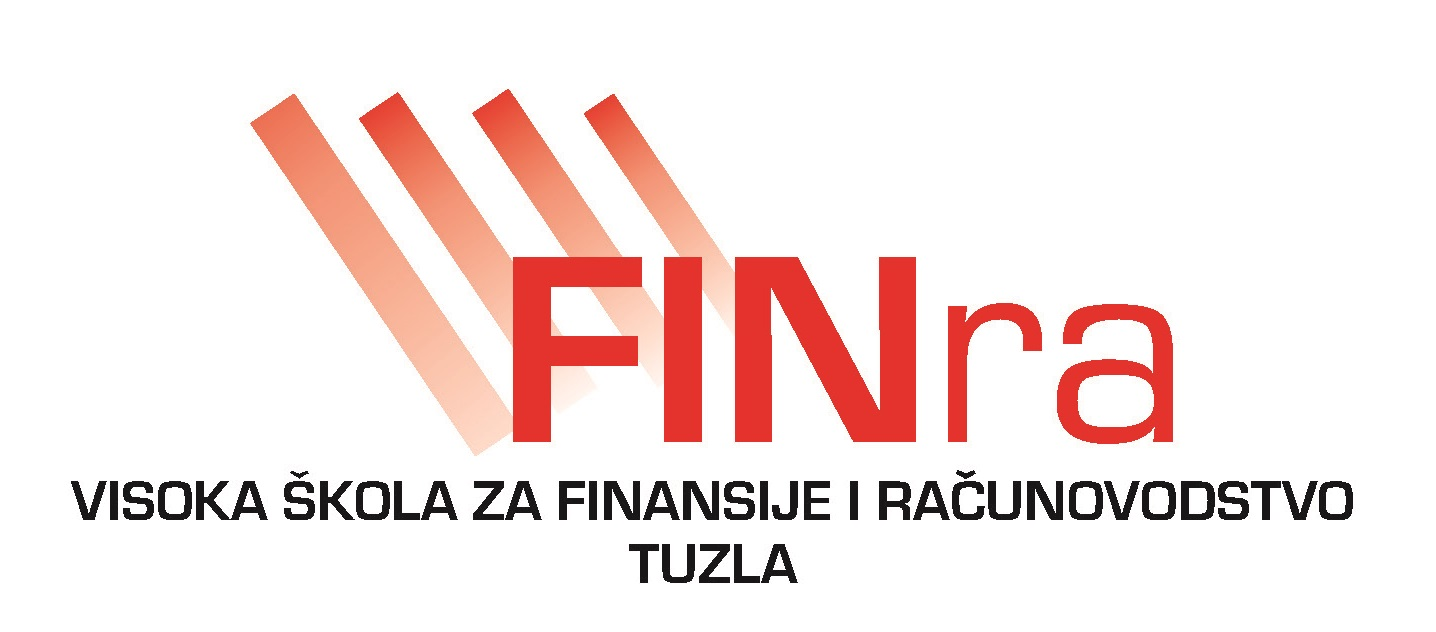 FINra
VISOKA ŠKOLA ZA FINANSIJE I RAČUNOVODSTVO
TUZLA